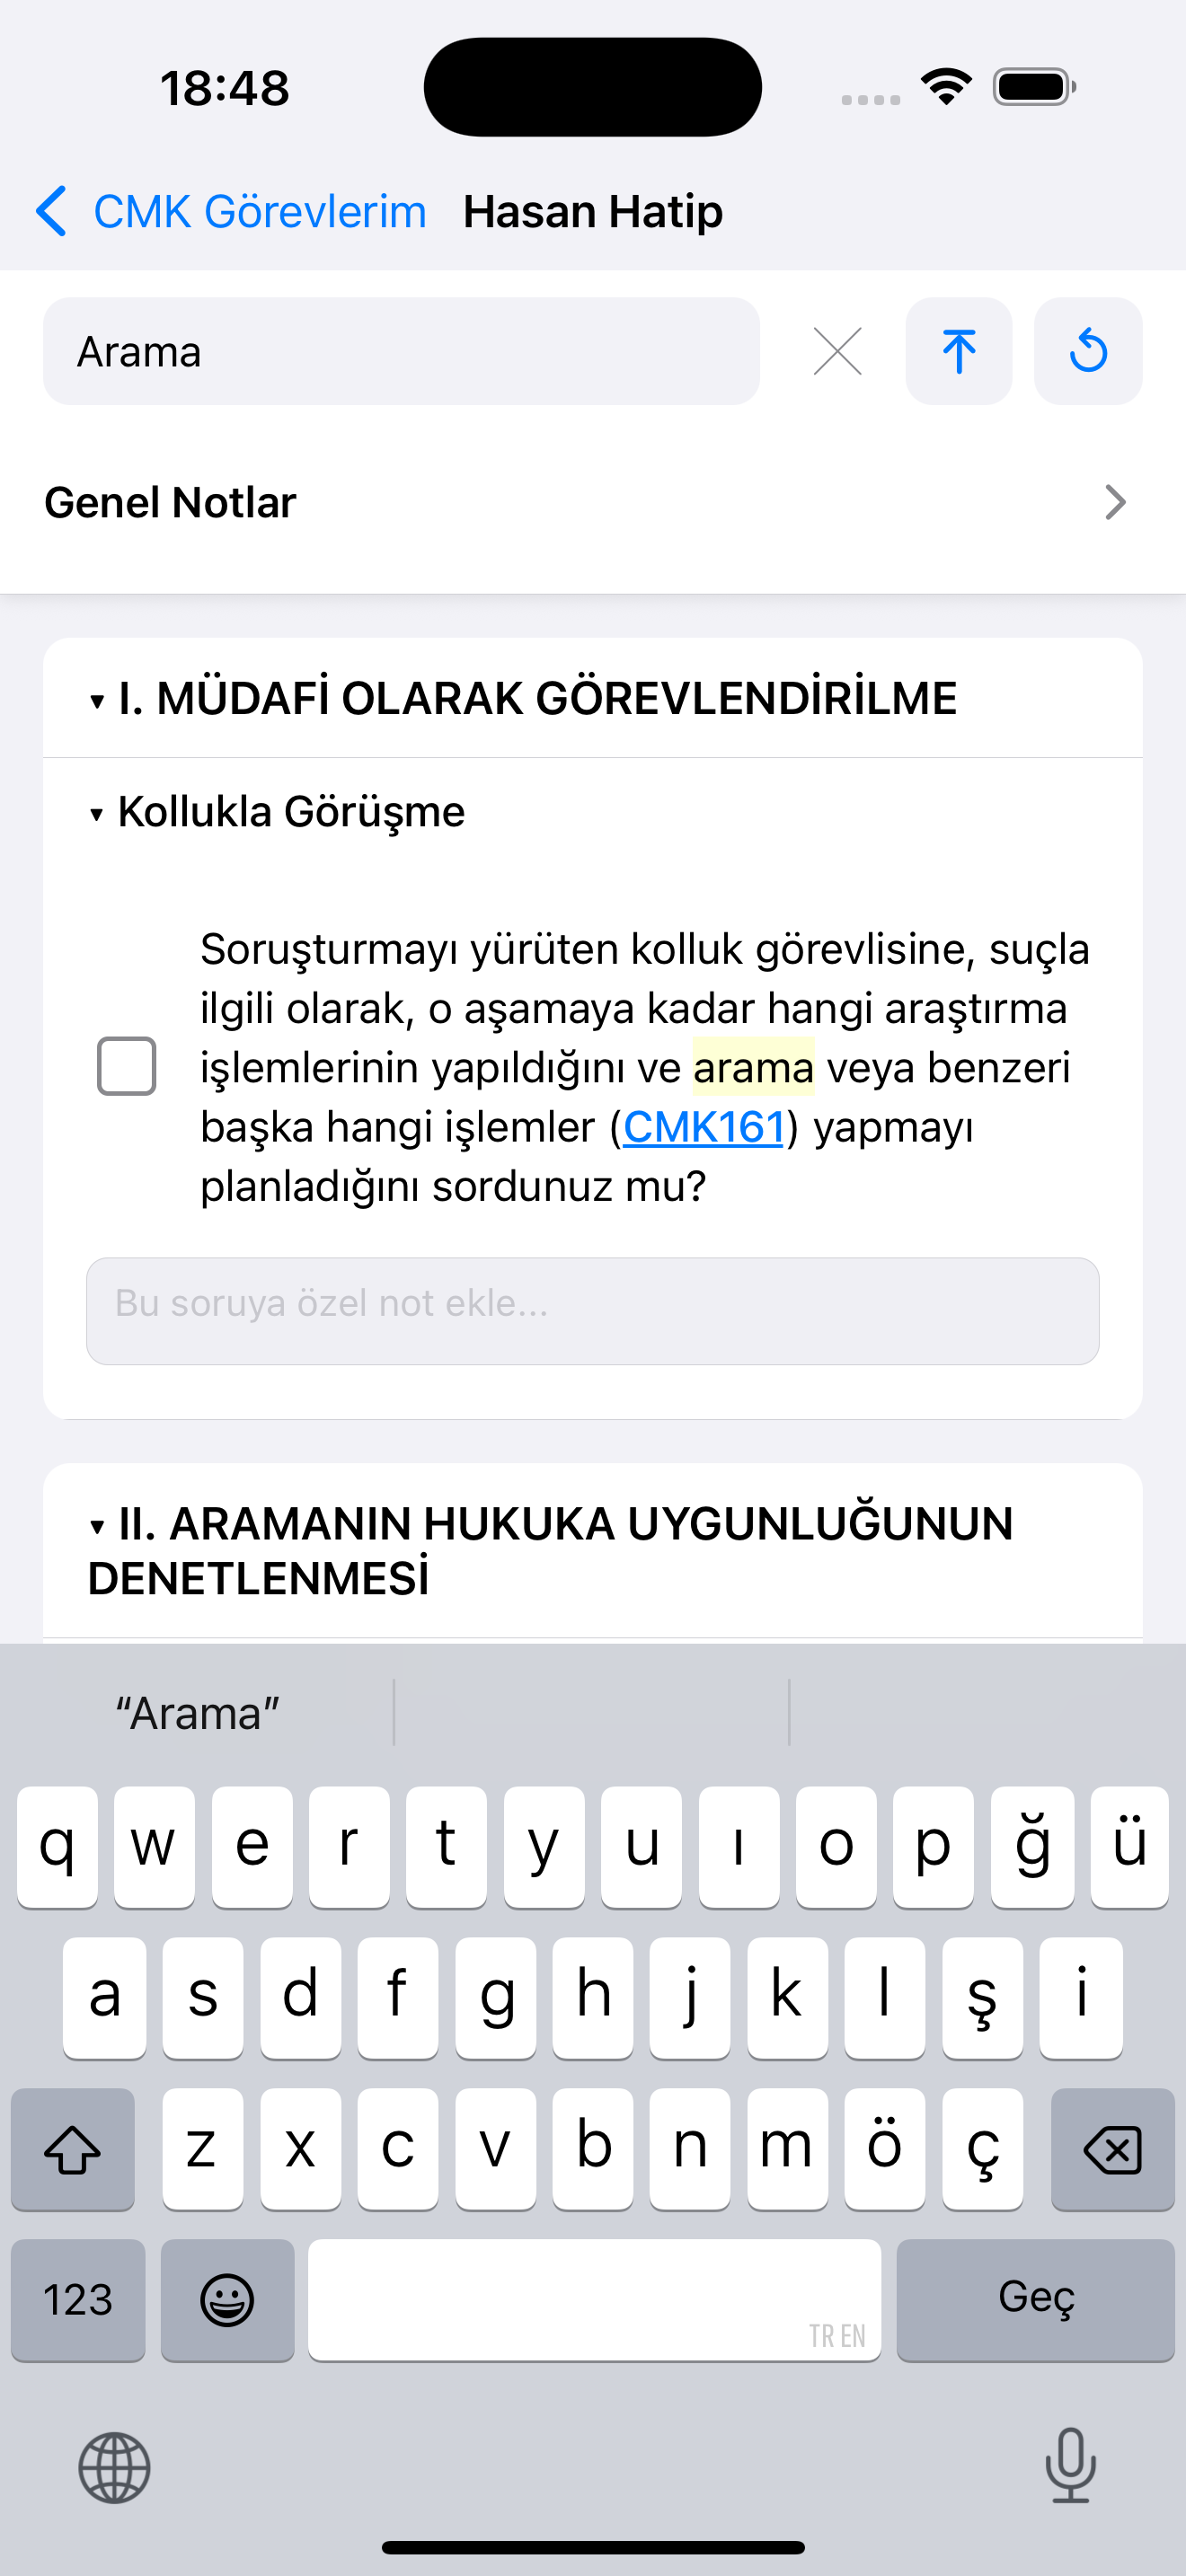 18:48
CMK Görevlerim Hasan Hatip
Arama
Genel Notlar
I. MÜDAFİ OLARAK GÖREVLENDİRİLME
Kollukla Görüşme
Soruşturmayı yürüten kolluk görevlisine, suçla
ilgili olarak, o aşamaya kadar hangi araştırma
işlemlerinin yapıldığını ve arama veya benzeri
başka hangi işlemler (CMK161) yapmayı
planladığını sordunuz mu?
Bu soruya özel not ekle...
II. ARAMANIN HUKUKA UYGUNLUĞUNUN
DENETLENMESİ
“Arama”
q w e r t y u ı o p ğ ü
a s d f g h j k l ş i
z x c v b n m ö ç
123 TR EN Geç